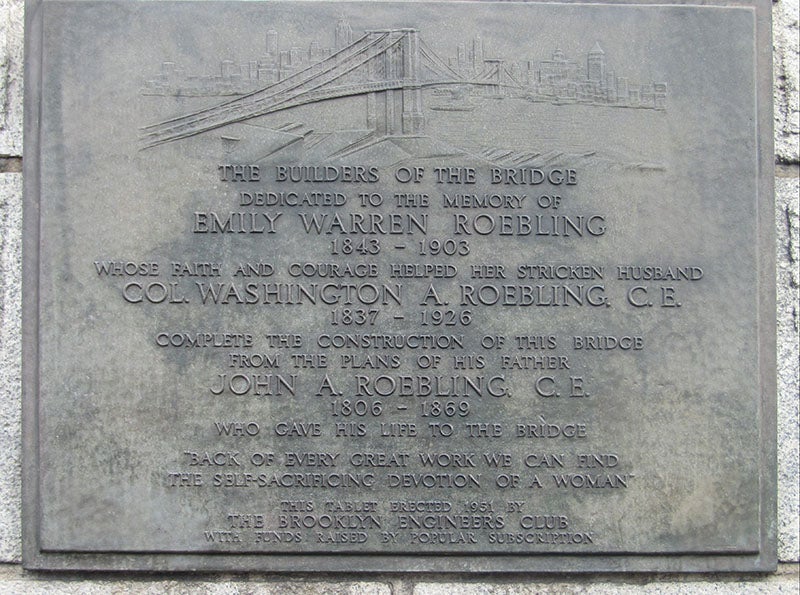 THE BUILDERS OF THE BRIDGE
DEDICATED TO THE MEMORY OF
EMILY WARREN ROEBLING
1843 - 1903
WHOSE FAITH AND COURAGE HELPED HER STRICKEN HUSBAND
COL. WASHINGTON A. ROEBLING, C.E.
1837 - 1926
COMPLETE THE CONSTRUCTION OF THIS BRIDGE
FROM THE PLANS OF HIS FATHER
JOHN A. ROEBLING, C.E.
1806 - 1869
WHO GAVE HIS LIFE TO THE BRIDGE
"BACK OF EVERY GREAT WORK WE CAN FIND
THE SELF-SACRIFICING DEVOTION OF A WOMAN"
THIS TABLET ERECTED 1951 BY
THE BROOKLYN ENGINEERS CLUB
WITH FUNDS RAISED BY POPULAR SUBSCRIPTION